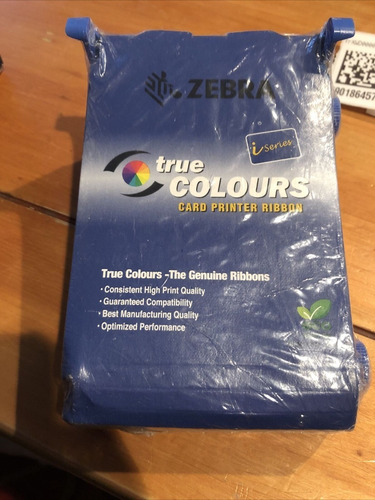 ZEBRA
i Series
true
COLOURS
CARD PRINTER RIBBON
True Colours -The Genuine Ribbons
· Consistent High Print Quality
· Guaranteed Compatibility
· Best Manufacturing Quality
· Optimized Performance